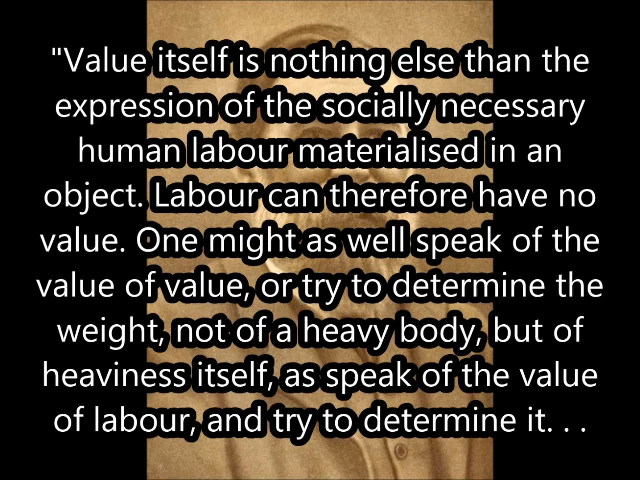 "Value itself is nothing else than the
expression of the socially necessary
human labour materialised in an
object. Labour can therefore have no
value. One might as well speak of the
value of value, or try to determine the
weight, not of a heavy body, but of
heaviness itself, as speak of the value
of labour, and try to determine it. . .